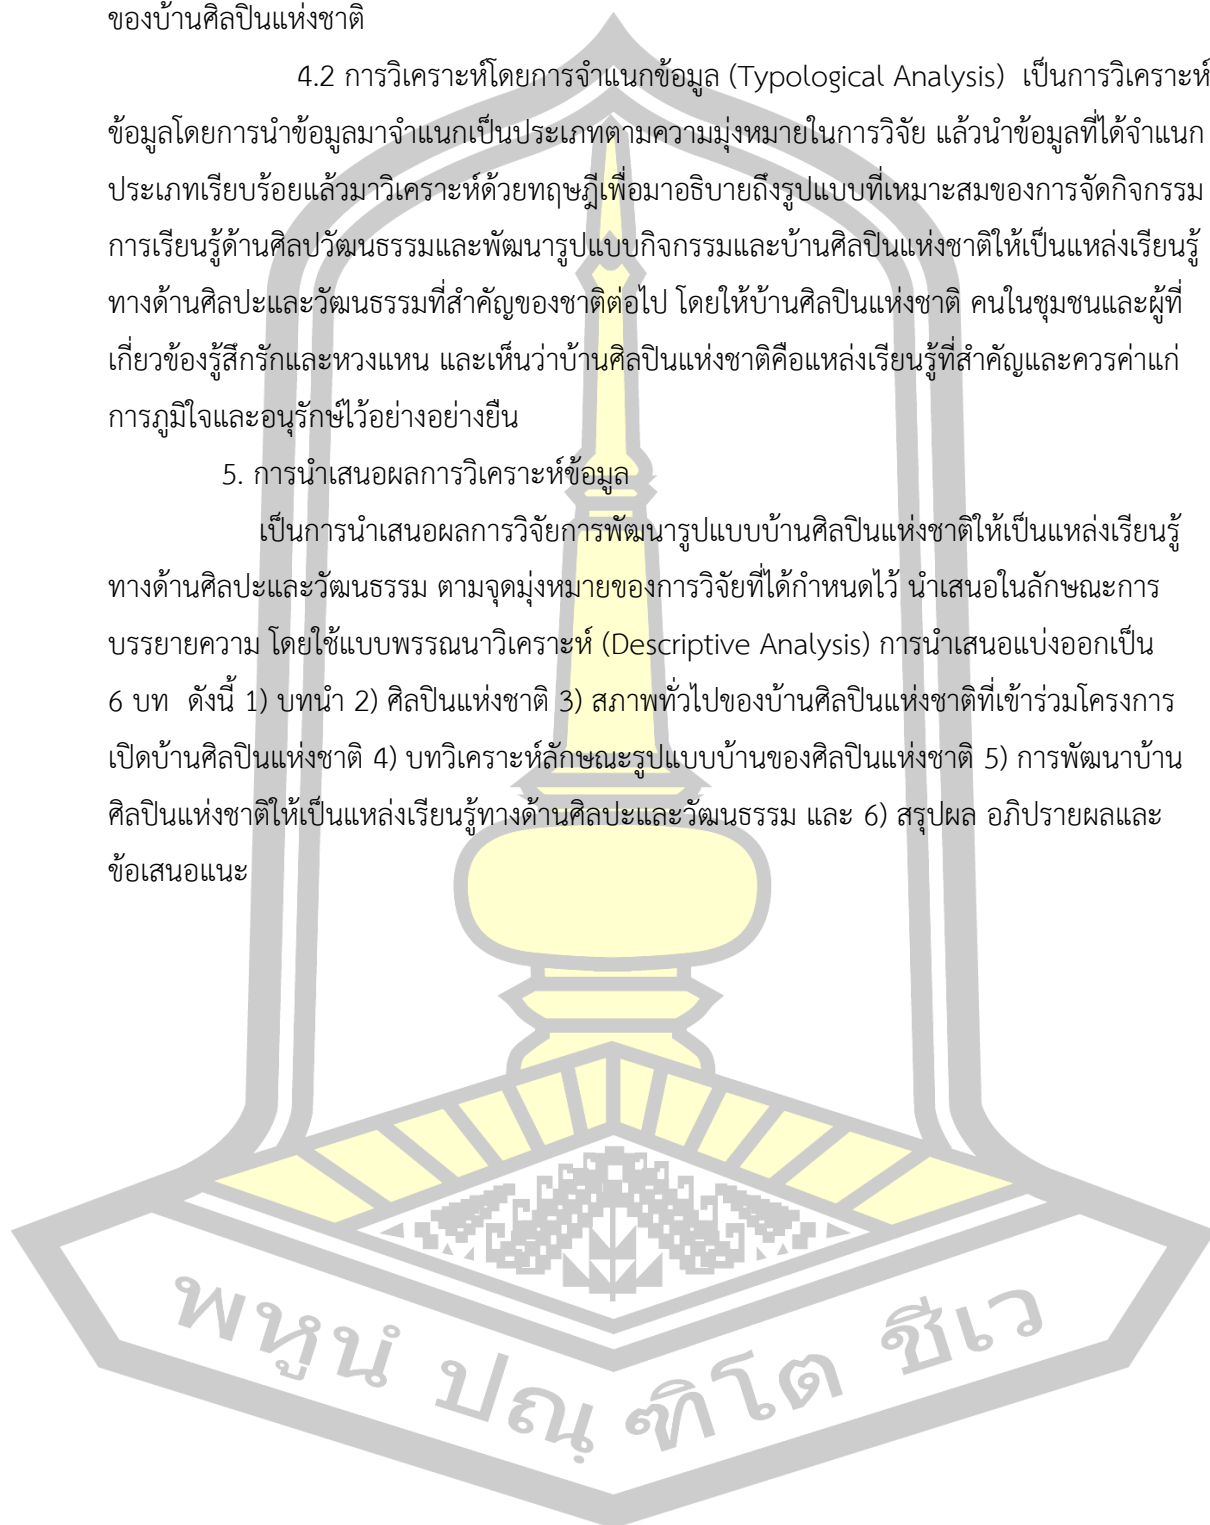 ของบ้านศิลปินแห่งชาติ
4.2 การวิเคราะห์โดยการจำแนกข้อมูล (Typological Analysis) เป็นการวิเคราะห์
ข้อมูลโดยการนำข้อมูลมาจำแนกเป็นประเภทตามความมุ่งหมายในการวิจัย แล้วนำข้อมูลที่ได้จำแนก
ประเภทเรียบร้อยแล้วมาวิเคราะห์ด้วยทฤษฎีเพื่อมาอธิบายถึงรูปแบบที่เหมาะสมของการจัดกิจกรรม
การเรียนรู้ด้านศิลปวัฒนธรรมและพัฒนารูปแบบกิจกรรมและบ้านศิลปินแห่งชาติให้เป็นแหล่งเรียนรู้
ทางด้านศิลปะและวัฒนธรรมที่สำคัญของชาติต่อไป โดยให้บ้านศิลปินแห่งชาติ คนในชุมชนและผู้ที่
เกี่ยวข้องรู้สึกรักและหวงแหน และเห็นว่าบ้านศิลปินแห่งชาติคือแหล่งเรียนรู้ที่สำคัญและควรค่าแก่
การภูมิใจและอนุรักษ์ไว้อย่างอย่างยืน
5. การนำเสนอผลการวิเคราะห์ข้อมูล
เป็นการนำเสนอผลการวิจัยการพัฒนารูปแบบบ้านศิลปินแห่งชาติให้เป็นแหล่งเรียนรู้
ทางด้านศิลปะและวัฒนธรรม ตามจุดมุ่งหมายของการวิจัยที่ได้กำหนดไว้ นำเสนอในลักษณะการ
บรรยายความ โดยใช้แบบพรรณนาวิเคราะห์ (Descriptive Analysis) การนำเสนอแบ่งออกเป็น
6 บท ดังนี้ 1) บทนำ 2) ศิลปินแห่งชาติ 3) สภาพทั่วไปของบ้านศิลปินแห่งชาติที่เข้าร่วมโครงการ
เปิดบ้านศิลปินแห่งชาติ 4) บทวิเคราะห์ลักษณะรูปแบบบ้านของศิลปินแห่งชาติ 5) การพัฒนาบ้าน
ศิลปินแห่งชาติให้เป็นแหล่งเรียนรู้ทางด้านศิลปะและวัฒนธรรม และ 6) สรุปผล อภิปรายผลและ
ข้อเสนอแนะ
พหูนํ ปณฺฑิโต ชีเว